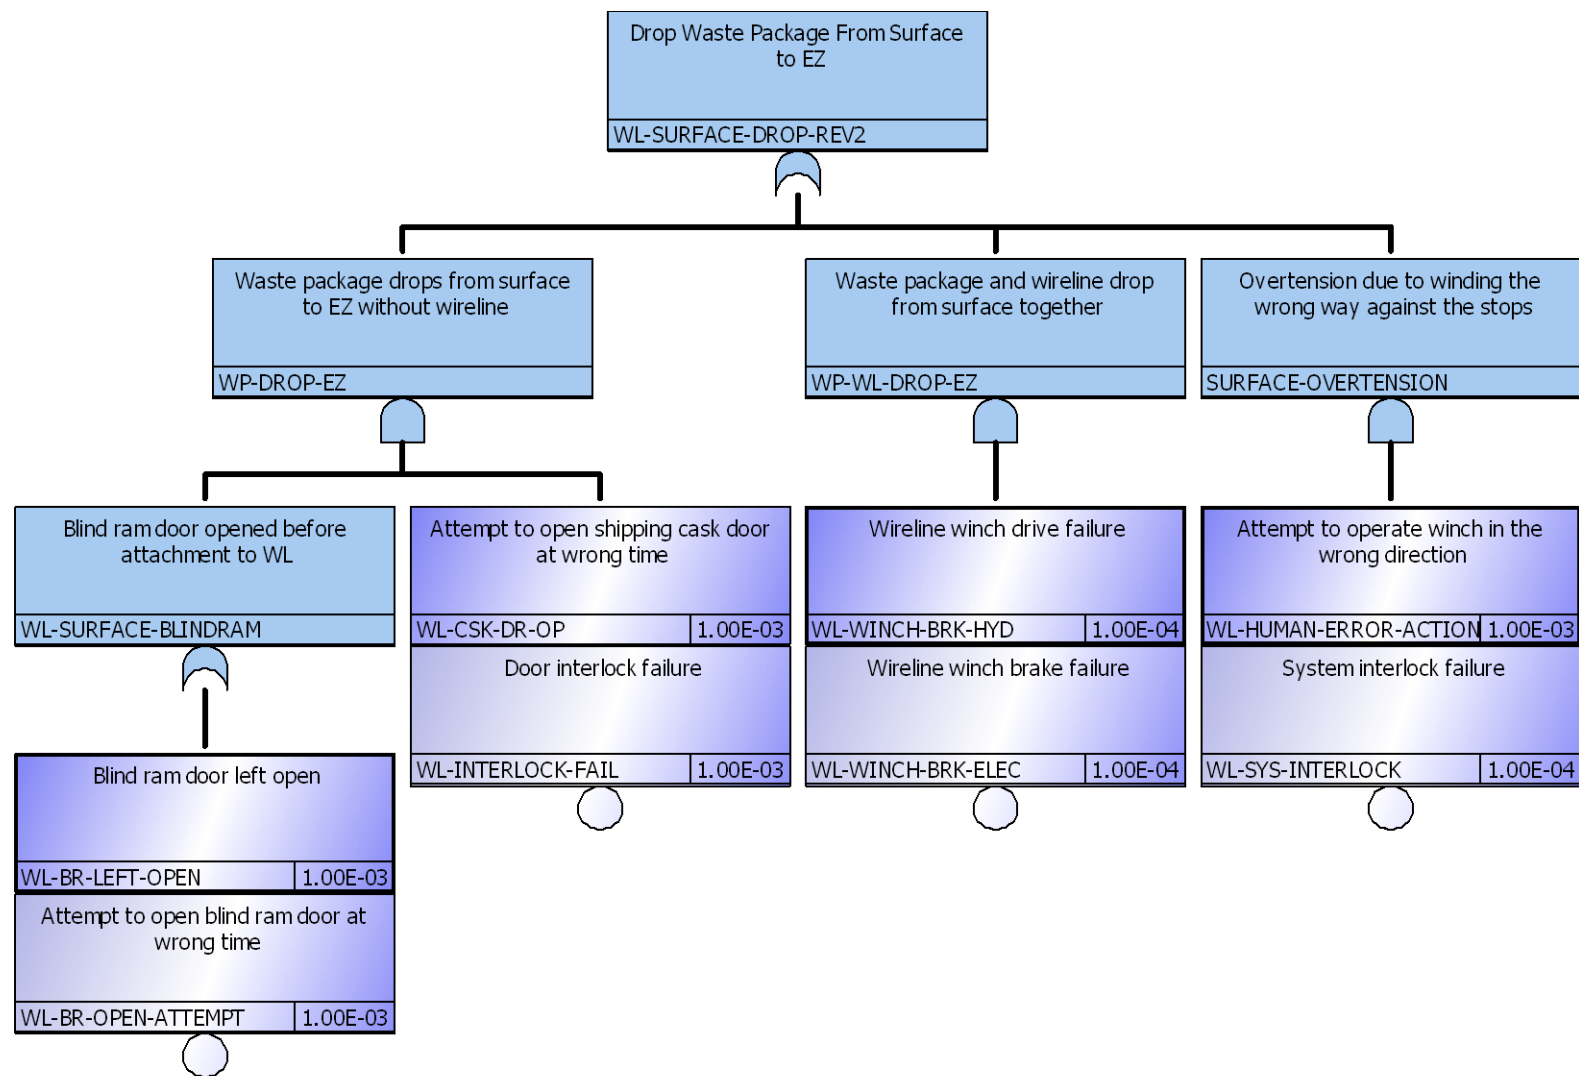 Drop Waste Package From Surface
to EZ
WL-SURFACE-DROP-REV2
Waste package drops from surface
to EZ without wireline
WP-DROP-EZ
Waste package and wireline drop
from surface together
WP-WL-DROP-EZ
Overtension due to winding the
wrong way against the stops
SURFACE-OVERTENSION
Blind ram door opened before
attachment to WL
WL-SURFACE-BLINDRAM
Attempt to open shipping cask door
at wrong time
WL-CSK-DR-OP 1.00E-03
Door interlock failure
WL-INTERLOCK-FAIL 1.00E-03
Wireline winch drive failure
WL-WINCH-BRK-HYD 1.00E-04
Wireline winch brake failure
WL-WINCH-BRK-ELEC 1.00E-04
Attempt to operate winch in the
wrong direction
WL-HUMAN-ERROR-ACTION 1.00E-03
System interlock failure
WL-SYS-INTERLOCK 1.00E-04
Blind ram door left open
WL-BR-LEFT-OPEN 1.00E-03
Attempt to open blind ram door at
wrong time
WL-BR-OPEN-ATTEMPT 1.00E-03